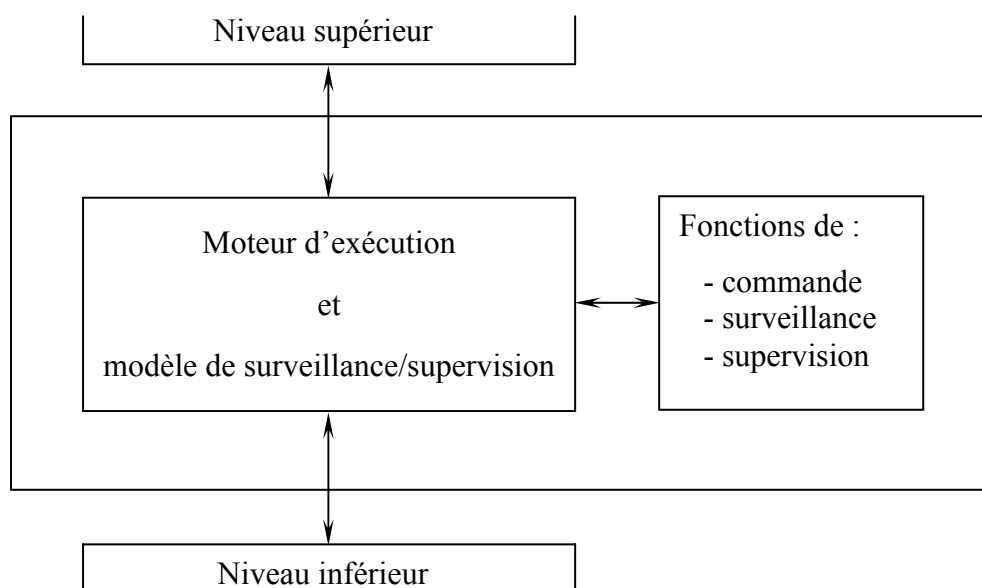 Niveau supérieur
Moteur d’exécution
et
modèle de surveillance/supervision
Fonctions de :
- commande
- surveillance
- supervision
Niveau inférieur